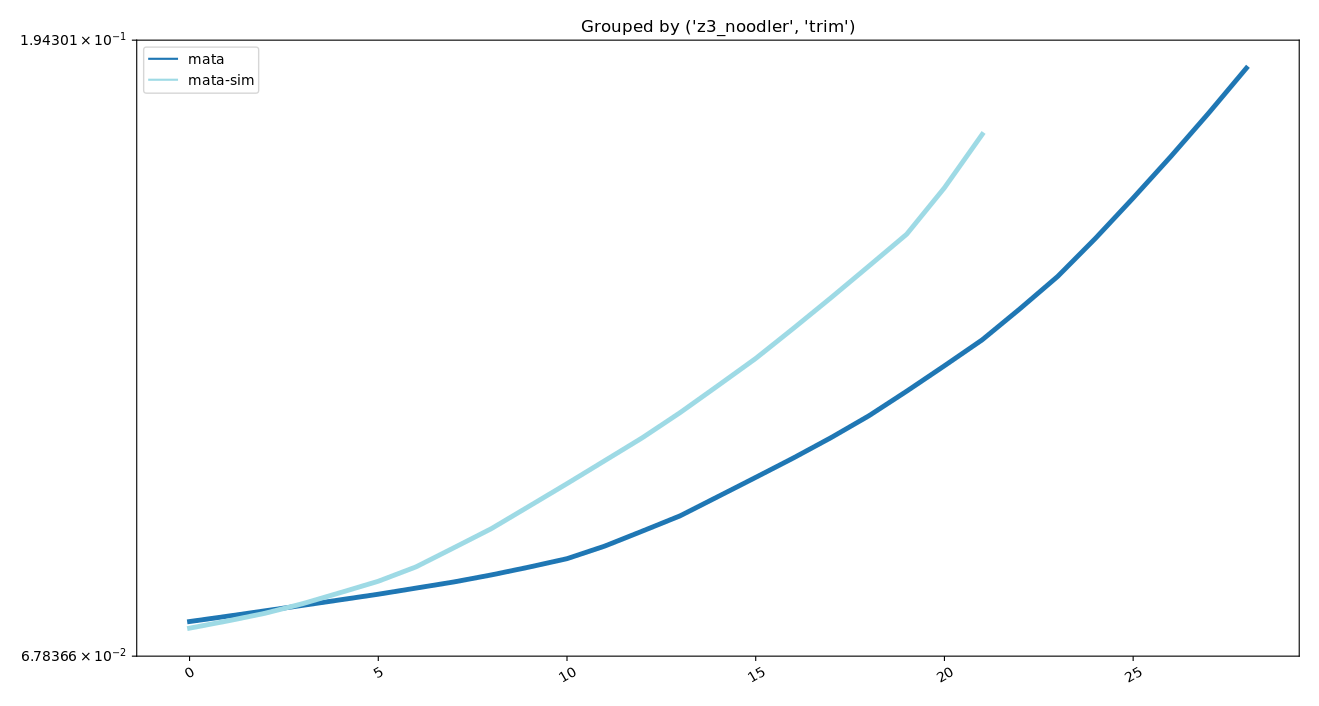 Grouped by ('z3_noodler', 'trim')
1.94301 × 10⁻¹
mata
mata-sim
6.78366 × 10⁻²
0 5 10 15 20 25